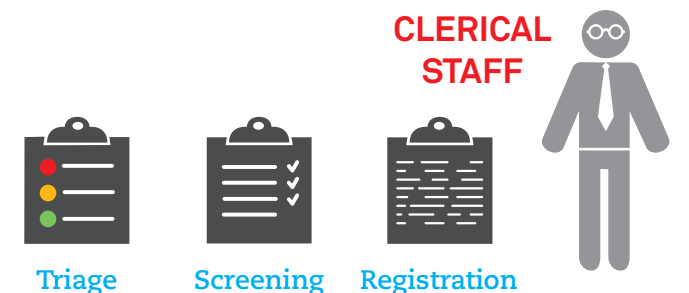 CLERICAL
STAFF
Triage
Screening
Registration